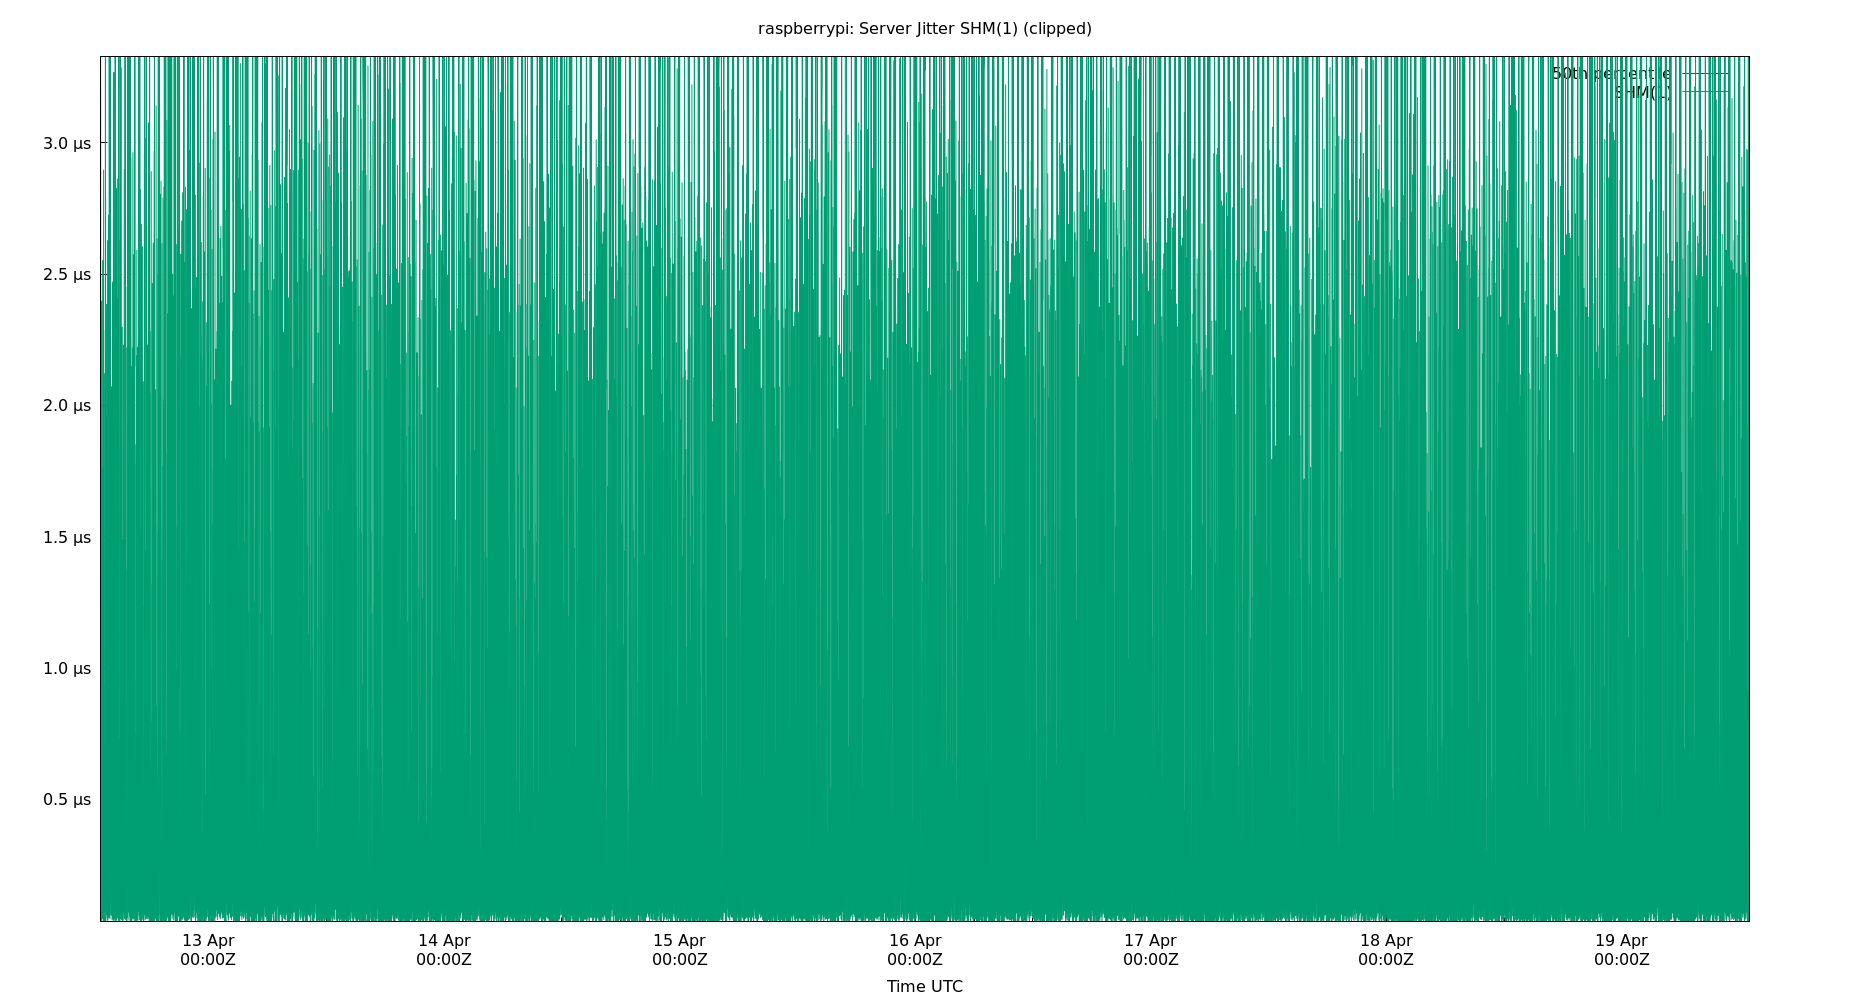 raspberrypi: Server Jitter SHM(1) (clipped)
50th percentile
SHM(1)
3.0 µs
2.5 µs
2.0 µs
1.5 µs
1.0 µs
0.5 µs
13 Apr 14 Apr 15 Apr 16 Apr 17 Apr 18 Apr 19 Apr
00:00Z 00:00Z 00:00Z 00:00Z 00:00Z 00:00Z 00:00Z
Time UTC